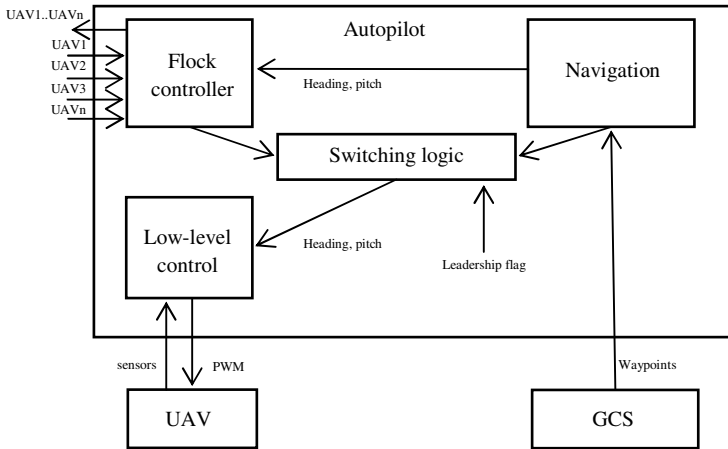 UAV1..UAVn
Autopilot
UAV1
UAV2
UAV3
UAVn
Flock
controller
Heading, pitch
Navigation
Switching logic
Low-level
control
Heading, pitch
Leadership flag
sensors
PWM
Waypoints
UAV
GCS